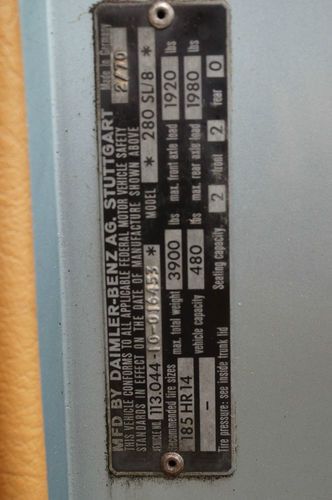 MFD BY DAIMLER-BENZ AG. STUTTGART Made in Germany
THIS VEHICLE CONFORMS TO ALL APPLICABLE FEDERAL MOTOR VEHICLE SAFETY 2/70
STANDARDS IN EFFECT ON THE DATE OF MANUFACTURE SHOWN ABOVE
VEHICLE NO. 113.044-10-016453 * MODEL * 280 SL/8 *
recommended tire sizes max. total weight 3900 lbs max. front axle load 1920 lbs
185 HR 14 vehicle capacity 480 lbs max. rear axle load 1980 lbs
-
Tire pressure: see inside trunk lid Seating capacity 2 front 2 rear 0